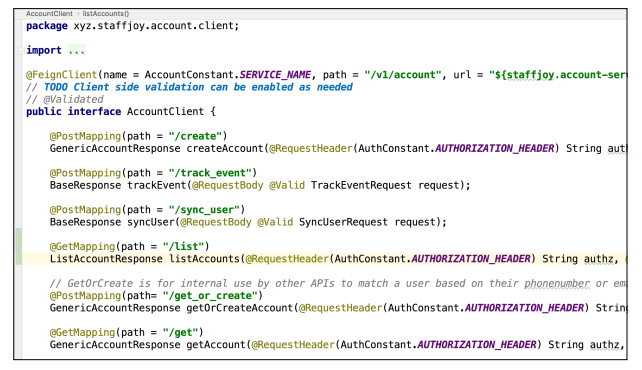 AccountClient › listAccounts()
package xyz.staffjoy.account.client;
import ...
@FeignClient(name = AccountConstant.SERVICE_NAME, path = "/v1/account", url = "${staffjoy.account-ser
// TODO Client side validation can be enabled as needed
// @Validated
public interface AccountClient {
@PostMapping(path = "/create")
GenericAccountResponse createAccount(@RequestHeader(AuthConstant.AUTHORIZATION_HEADER) String aut
@PostMapping(path = "/track_event")
BaseResponse trackEvent(@RequestBody @Valid TrackEventRequest request);
@PostMapping(path = "/sync_user")
BaseResponse syncUser(@RequestBody @Valid SyncUserRequest request);
@GetMapping(path = "/list")
ListAccountResponse listAccounts(@RequestHeader(AuthConstant.AUTHORIZATION_HEADER) String authz, @
// GetOrCreate is for internal use by other APIs to match a user based on their phonenumber or ema
@PostMapping(path= "/get_or_create")
GenericAccountResponse getOrCreateAccount(@RequestHeader(AuthConstant.AUTHORIZATION_HEADER) String
@GetMapping(path = "/get")
GenericAccountResponse getAccount(@RequestHeader(AuthConstant.AUTHORIZATION_HEADER) String authz,